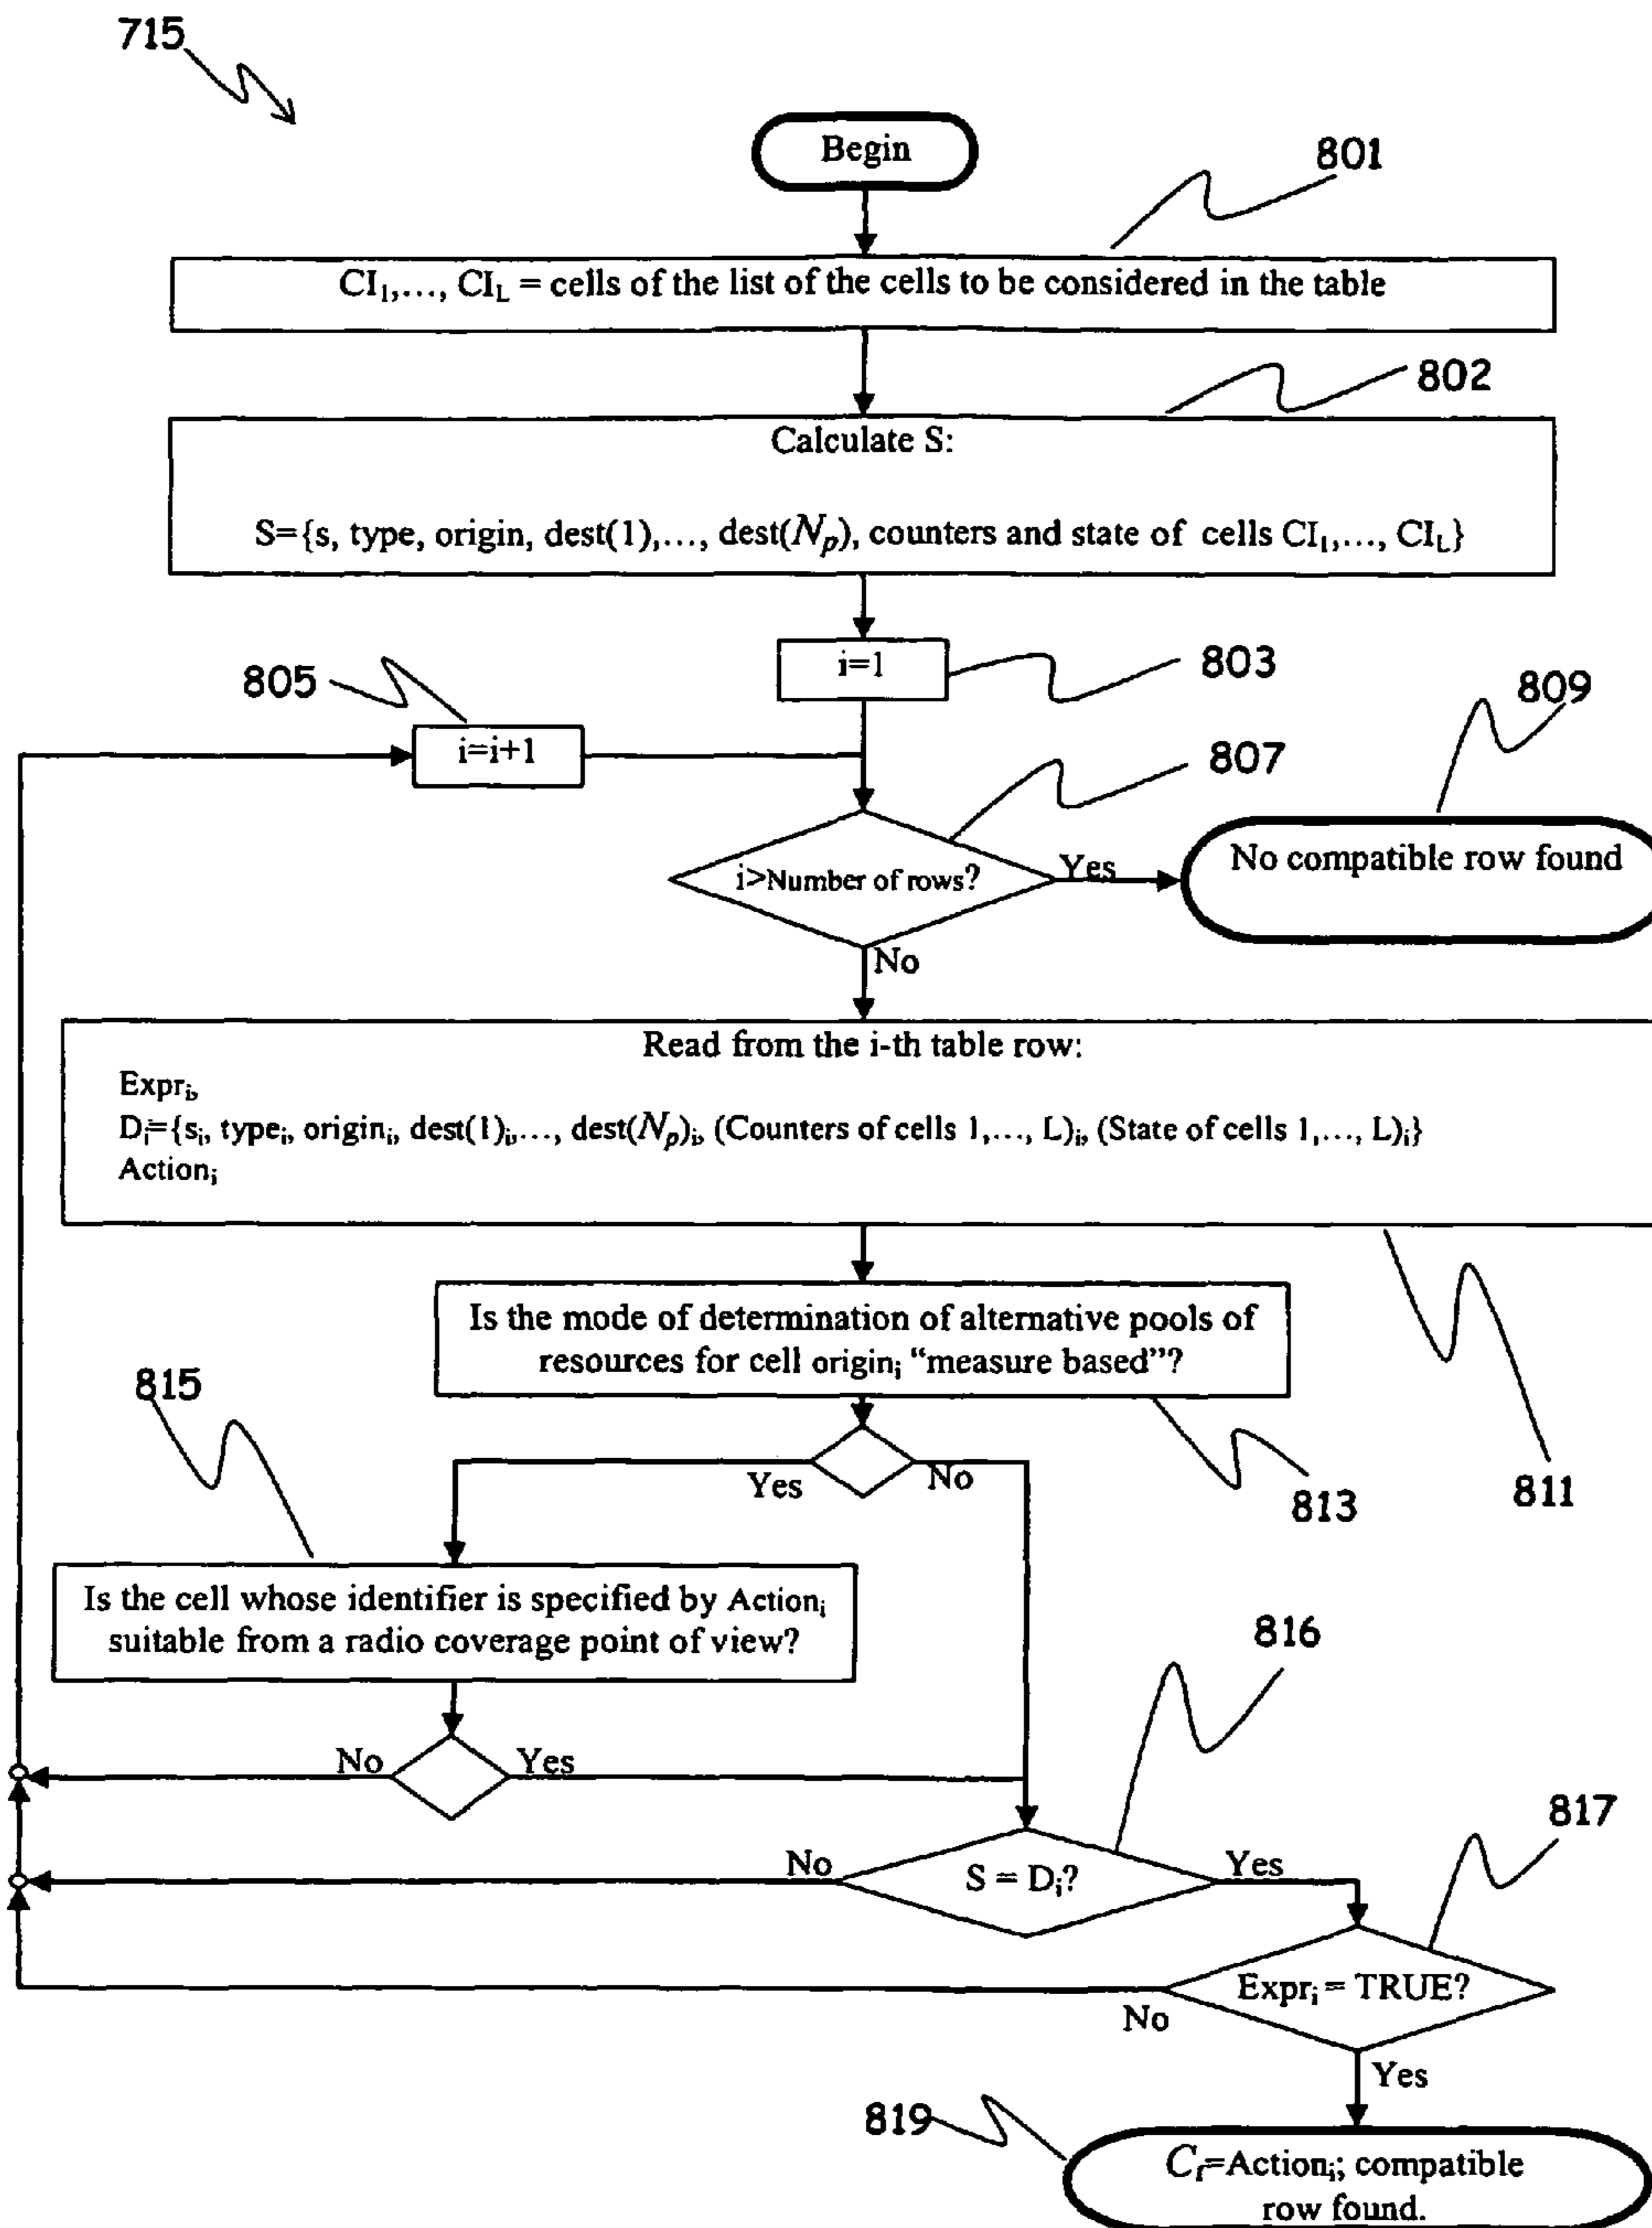 715
Begin
801
CI₁,..., CI_L = cells of the list of the cells to be considered in the table
802
Calculate S:
S={s, type, origin, dest(1),..., dest(Nₚ), counters and state of cells CI₁,..., CI_L}
i=1
803
805
i=i+1
807
809
i>Number of rows?
Yes
No compatible row found
No
Read from the i-th table row:
Exprᵢ,
Dᵢ={sᵢ, typeᵢ, originᵢ, dest(1)ᵢ,..., dest(Nₚ)ᵢ, (Counters of cells 1,..., L)ᵢ, (State of cells 1,..., L)ᵢ}
Actionᵢ
Is the mode of determination of alternative pools of
resources for cell originᵢ “measure based”?
815
Yes
No
813
811
Is the cell whose identifier is specified by Actionᵢ
suitable from a radio coverage point of view?
816
No
Yes
817
No
S = Dᵢ?
Yes
Exprᵢ = TRUE?
No
Yes
819
Cᵣ=Actionᵢ; compatible
row found.